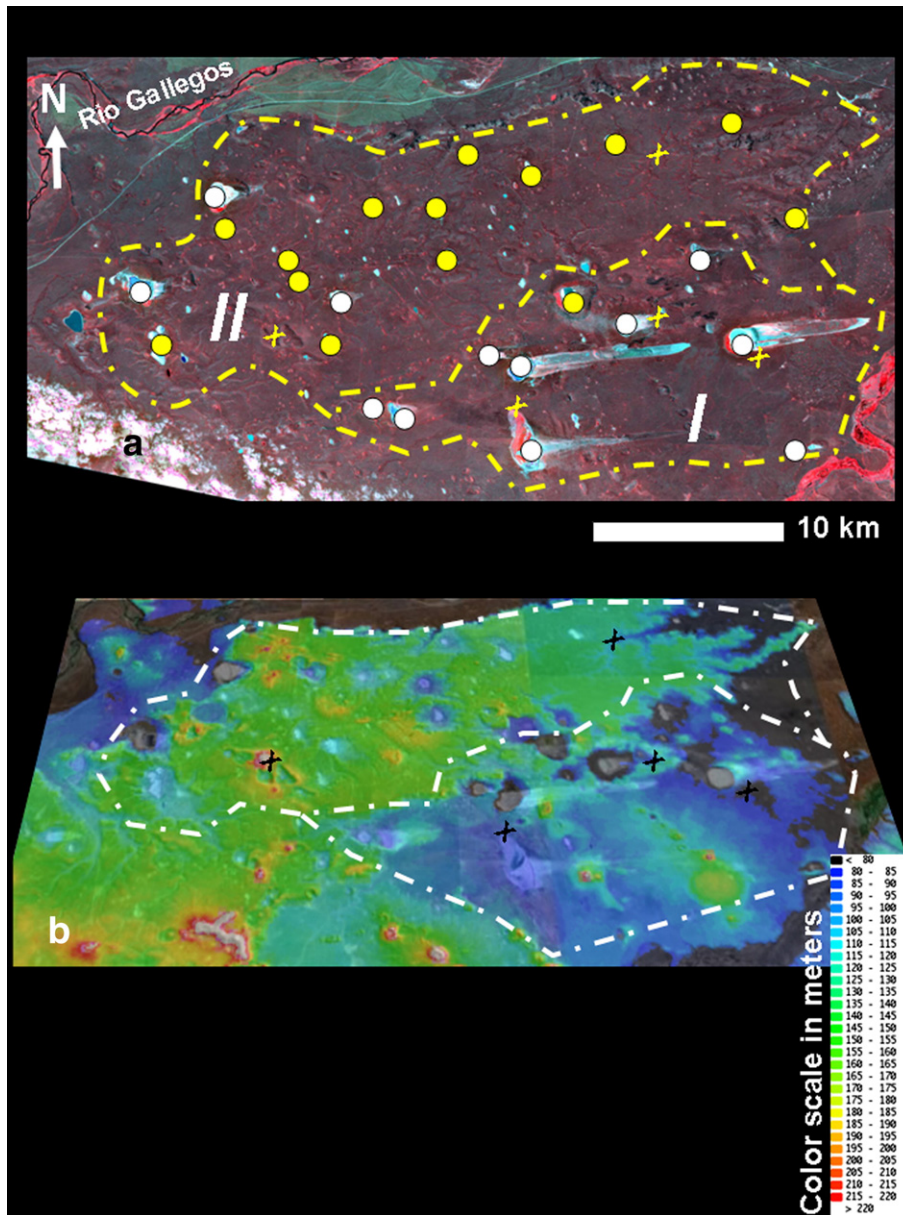 Rio Gallegos
N
II
I
a
10 km
b
Color scale in meters
< 80
80 - 85
85 - 90
90 - 95
95 - 100
100 - 105
105 - 110
110 - 115
115 - 120
120 - 125
125 - 130
130 - 135
135 - 140
140 - 145
145 - 150
150 - 155
155 - 160
160 - 165
165 - 170
170 - 175
175 - 180
180 - 185
185 - 190
190 - 195
195 - 200
200 - 205
205 - 210
210 - 215
215 - 220
> 220